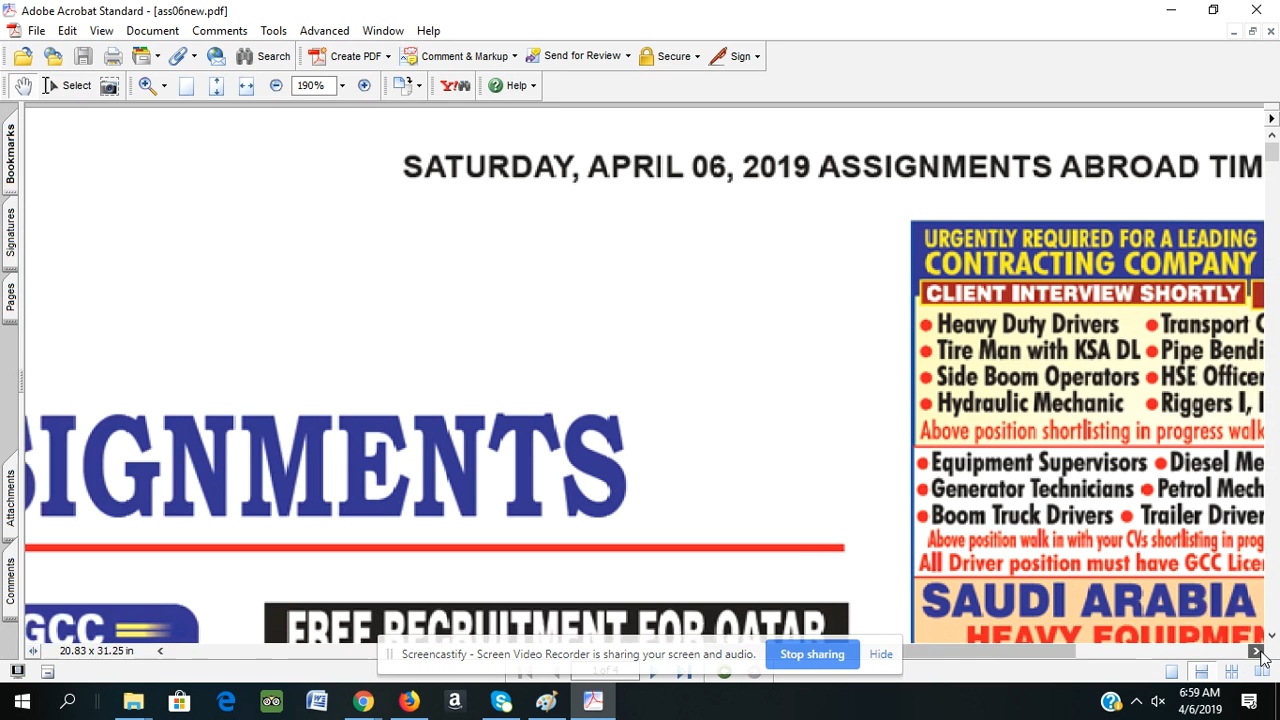 Adobe Acrobat Standard - [ass06new.pdf]
File Edit View Document Comments Tools Advanced Window Help
Search Create PDF Comment & Markup Send for Review Secure Sign
Select 190% Y! Help
Bookmarks
Signatures
Pages
Attachments
Comments
SATURDAY, APRIL 06, 2019 ASSIGNMENTS ABROAD TIM
SIGNMENTS
GCC
FREE RECRUITMENT FOR QATAR
URGENTLY REQUIRED FOR A LEADING
CONTRACTING COMPANY
CLIENT INTERVIEW SHORTLY
• Heavy Duty Drivers • Transport
• Tire Man with KSA DL • Pipe Bendi
• Side Boom Operators • HSE Officer
• Hydraulic Mechanic • Riggers I,
Above position shortlisting in progress walk
• Equipment Supervisors • Diesel Me
• Generator Technicians • Petrol Mech
• Boom Truck Drivers • Trailer Driver
Above position walk in with your CVs shortlisting in prog
All Driver position must have GCC Lice
SAUDI ARABIA
HEAVY EQUIPMEN
20.83 x 31.25 in
Screencastify - Screen Video Recorder is sharing your screen and audio. Stop sharing Hide
1 of 4
6:59 AM
4/6/2019